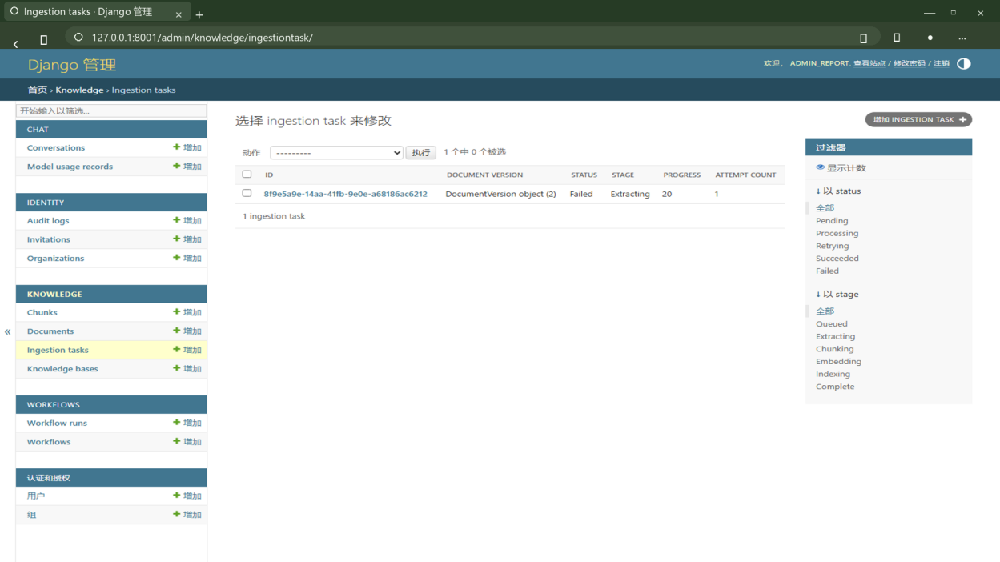 Ingestion tasks · Django 管理
127.0.0.1:8001/admin/knowledge/ingestiontask/
Django 管理
欢迎， ADMIN_REPORT. 查看站点 / 修改密码 / 注销
首页 › Knowledge › Ingestion tasks
开始输入以筛选...
CHAT
Conversations 增加
Model usage records 增加
IDENTITY
Audit logs 增加
Invitations 增加
Organizations 增加
KNOWLEDGE
Chunks 增加
Documents 增加
Ingestion tasks 增加
Knowledge bases 增加
WORKFLOWS
Workflow runs 增加
Workflows 增加
认证和授权
用户 增加
组 增加
«
选择 ingestion task 来修改
增加 INGESTION TASK
动作 --------- 执行 1 个中 0 个被选
ID DOCUMENT VERSION STATUS STAGE PROGRESS ATTEMPT COUNT
8f9e5a9e-14aa-41fb-9e0e-a68186ac6212 DocumentVersion object (2) Failed Extracting 20 1
1 ingestion task
过滤器
显示计数
↓ 以 status
全部
Pending
Processing
Retrying
Succeeded
Failed
↓ 以 stage
全部
Queued
Extracting
Chunking
Embedding
Indexing
Complete